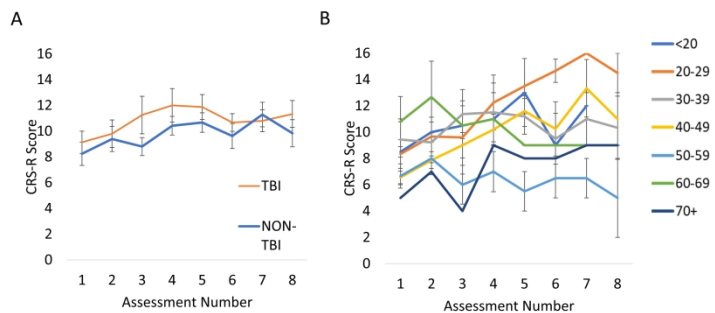 A
16
14
12
10
8
6
4
2
0
CRS-R Score
1 2 3 4 5 6 7 8
Assessment Number
TBI
NON-
TBI
B
16
14
12
10
8
6
4
2
0
CRS-R Score
1 2 3 4 5 6 7 8
Assessment Number
<20
20-29
30-39
40-49
50-59
60-69
70+